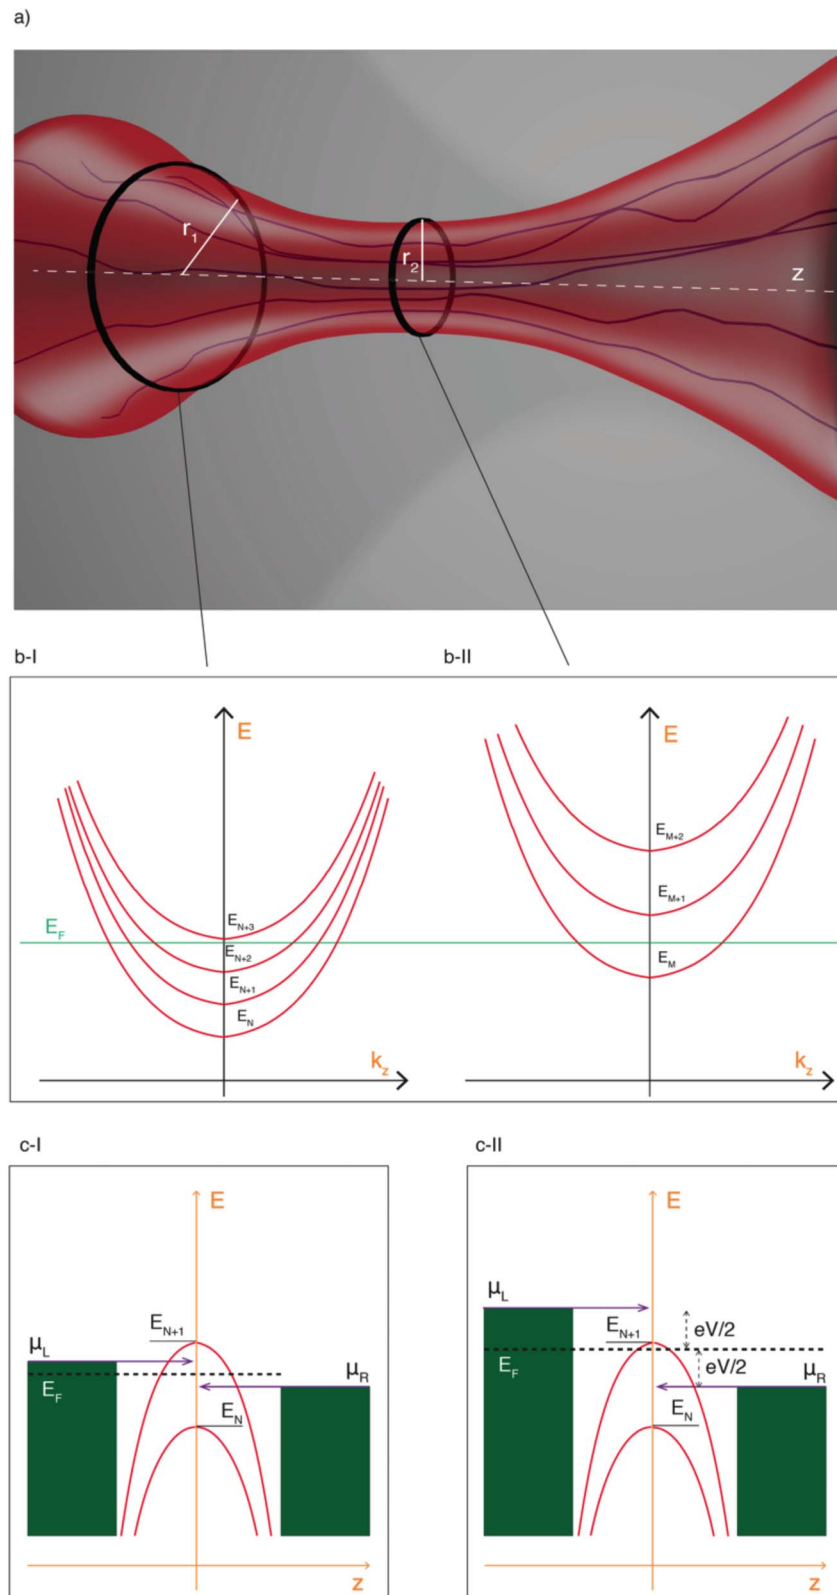 a)
r1
r2
z
b-I
b-II
E
E
EM+2
EM+1
EN+3
EF
EN+2
EM
EN+1
EN
kz
kz
c-I
c-II
E
E
μL
EN+1
EN+1
eV/2
μL
eV/2
EF
μR
EF
μR
EN
EN
z
z